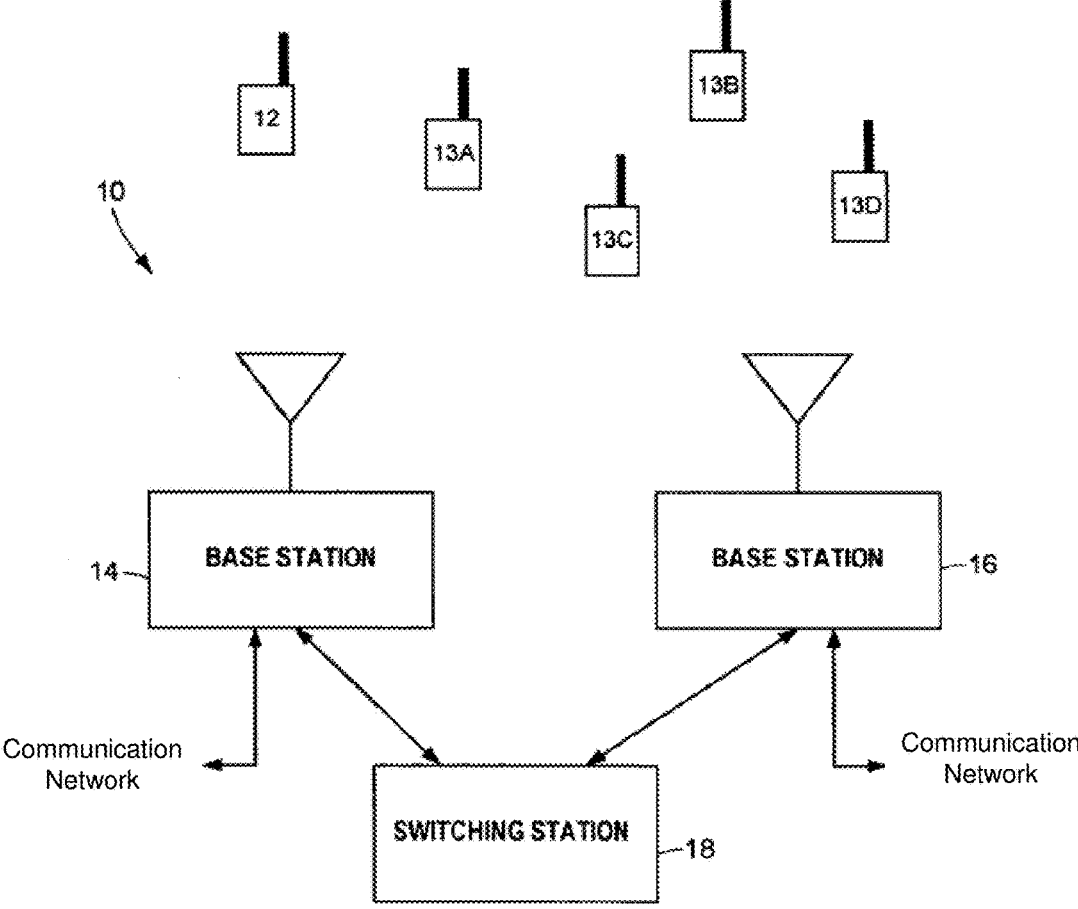 13B
12
13A
10
13D
13C
BASE STATION
BASE STATION
14
16
Communication
Network
Communication
Network
SWITCHING STATION
18